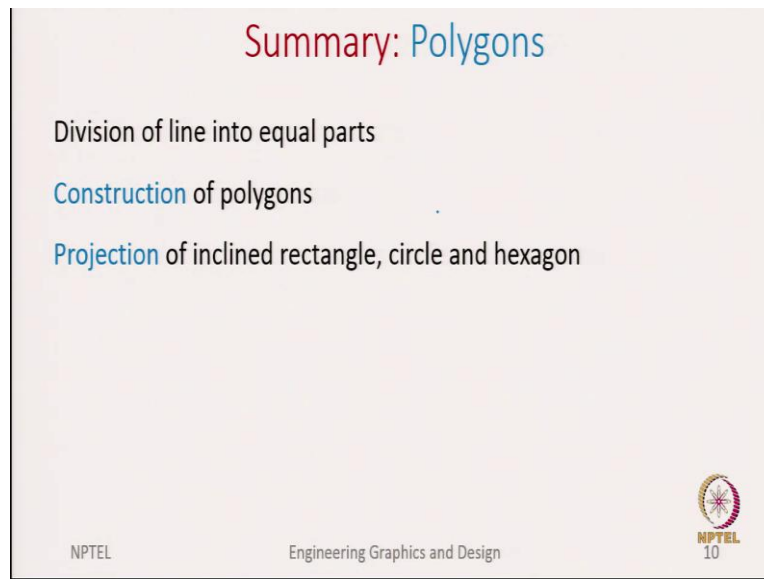 Summary: Polygons
Division of line into equal parts
Construction of polygons
Projection of inclined rectangle, circle and hexagon
NPTEL
NPTEL Engineering Graphics and Design 10